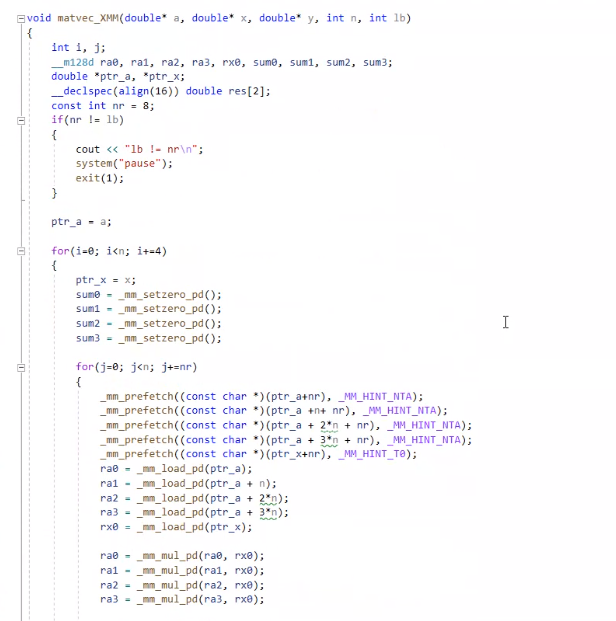 void matvec_XMM(double* a, double* x, double* y, int n, int lb)
{
    int i, j;
    __m128d ra0, ra1, ra2, ra3, rx0, sum0, sum1, sum2, sum3;
    double *ptr_a, *ptr_x;
    __declspec(align(16)) double res[2];
    const int nr = 8;
    if(nr != lb)
    {
        cout << "lb != nr\n";
        system("pause");
        exit(1);
    }

    ptr_a = a;

    for(i=0; i<n; i+=4)
    {
        ptr_x = x;
        sum0 = _mm_setzero_pd();
        sum1 = _mm_setzero_pd();
        sum2 = _mm_setzero_pd();
        sum3 = _mm_setzero_pd();

        for(j=0; j<n; j+=nr)
        {
            _mm_prefetch((const char *)(ptr_a+nr), _MM_HINT_NTA);
            _mm_prefetch((const char *)(ptr_a +n+ nr), _MM_HINT_NTA);
            _mm_prefetch((const char *)(ptr_a + 2*n + nr), _MM_HINT_NTA);
            _mm_prefetch((const char *)(ptr_a + 3*n + nr), _MM_HINT_NTA);
            _mm_prefetch((const char *)(ptr_x+nr), _MM_HINT_T0);
            ra0 = _mm_load_pd(ptr_a);
            ra1 = _mm_load_pd(ptr_a + n);
            ra2 = _mm_load_pd(ptr_a + 2*n);
            ra3 = _mm_load_pd(ptr_a + 3*n);
            rx0 = _mm_load_pd(ptr_x);

            ra0 = _mm_mul_pd(ra0, rx0);
            ra1 = _mm_mul_pd(ra1, rx0);
            ra2 = _mm_mul_pd(ra2, rx0);
            ra3 = _mm_mul_pd(ra3, rx0);